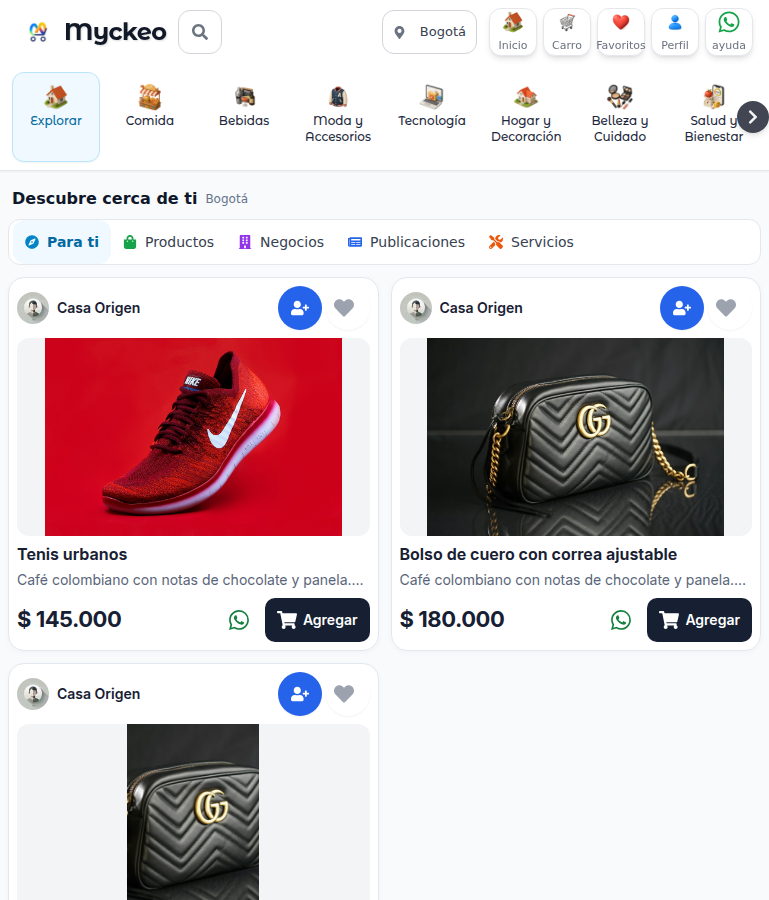 Myckeo
Bogotá
Inicio
Carro
Favoritos
Perfil
ayuda
Explorar
Comida
Bebidas
Moda y
Accesorios
Tecnología
Hogar y
Decoración
Belleza y
Cuidado
Salud y
Bienestar
Descubre cerca de ti Bogotá
Para ti
Productos
Negocios
Publicaciones
Servicios
Casa Origen
NIKE
Tenis urbanos
Café colombiano con notas de chocolate y panela....
$ 145.000
Agregar
Casa Origen
GG
Bolso de cuero con correa ajustable
Café colombiano con notas de chocolate y panela....
$ 180.000
Agregar
Casa Origen
GG